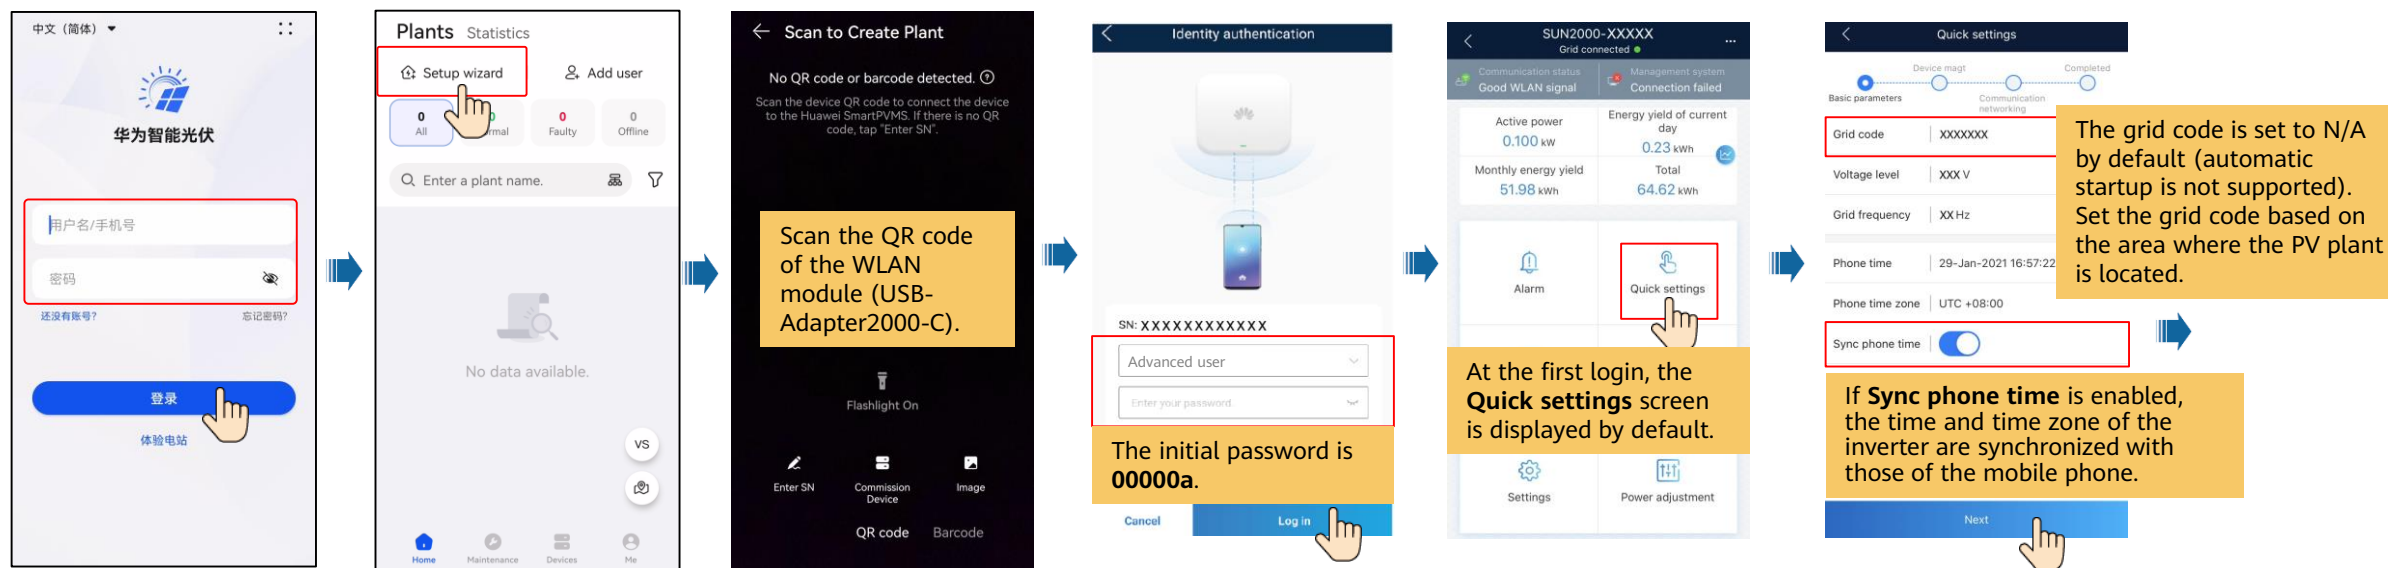 中文（简体）
华为智能光伏
用户名/手机号
密码
还没有账号?
忘记密码?
登录
体验电站
Plants Statistics
Setup wizard
Add user
0
All
0
rmal
0
Faulty
0
Offline
Enter a plant name.
No data available.
VS
Home
Maintenance
Devices
Me
Scan to Create Plant
No QR code or barcode detected.
Scan the device QR code to connect the device
to the Huawei SmartPVMS. If there is no QR
code, tap "Enter SN".
Scan the QR code
of the WLAN
module (USB-
Adapter2000-C).
Flashlight On
Enter SN
Commission
Device
Image
QR code
Barcode
Identity authentication
SN: XXXXXXXXXXXX
Advanced user
Enter your password.
The initial password is
00000a.
Cancel
Log in
SUN2000-XXXXX
Grid connected
...
Communication status
Good WLAN signal
Management system
Connection failed
Active power
0.100 kW
Energy yield of current
day
0.23 kWh
Monthly energy yield
51.98 kWh
Total
64.62 kWh
Alarm
Quick settings
At the first login, the
Quick settings screen
is displayed by default.
Settings
Power adjustment
Quick settings
Device magt
Completed
Basic parameters
Communication
networking
Grid code
XXXXXXX
Voltage level
XXX V
Grid frequency
XX Hz
Phone time
29-Jan-2021 16:57:22
Phone time zone
UTC +08:00
Sync phone time
The grid code is set to N/A
by default (automatic
startup is not supported).
Set the grid code based on
the area where the PV plant
is located.
If Sync phone time is enabled,
the time and time zone of the
inverter are synchronized with
those of the mobile phone.
Next